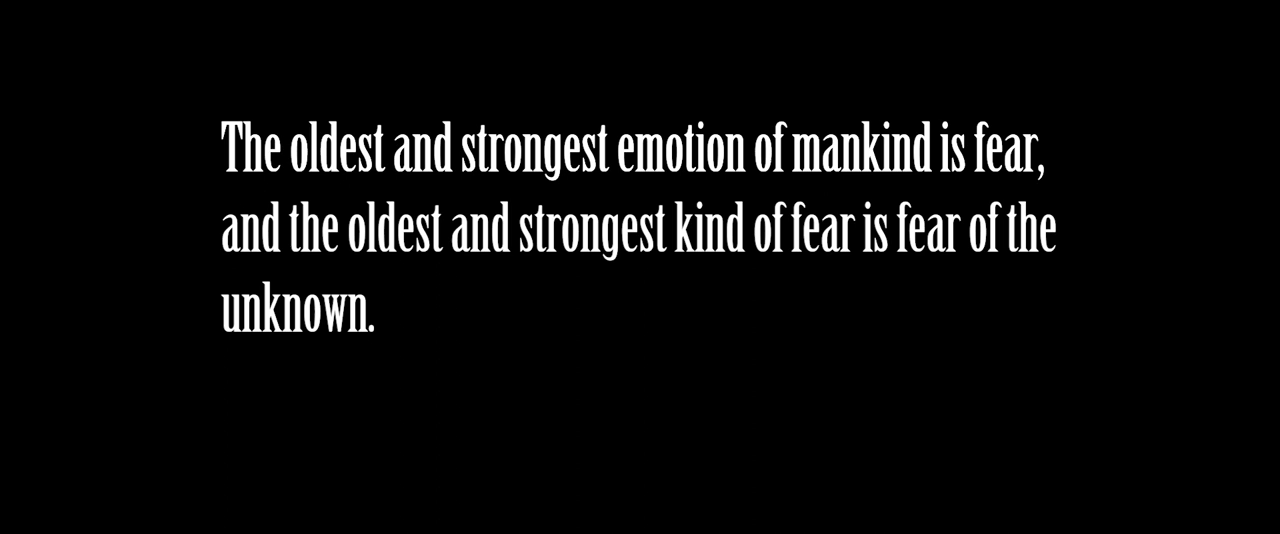 The oldest and strongest emotion of mankind is fear,
and the oldest and strongest kind of fear is fear of the
unknown.